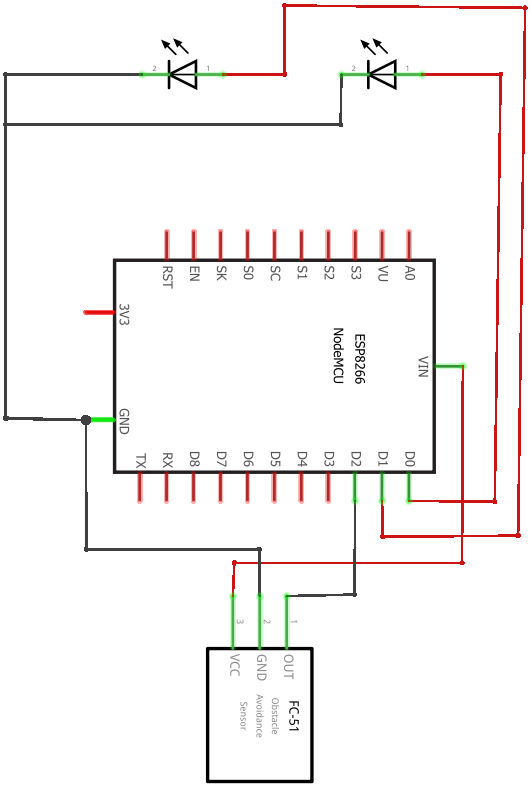 2
1
2
1
RST
EN
SK
S0
SC
S1
S2
S3
VU
A0
3V3
ESP8266
NodeMCU
VIN
GND
TX
RX
D8
D7
D6
D5
D4
D3
D2
D1
D0
3
2
1
VCC
GND
OUT
FC-51
Obstacle
Avoidance
Sensor